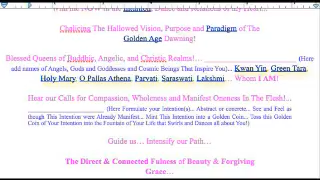 Chalicing The Hallowed Vision, Purpose and Paradigm of The
Golden Age Dawning!
Blessed Queens of Buddhic, Angelic, and Christic Realms!… ______________________ (Here
add names of Angels, Gods and Goddesses and Cosmic Beings That Inspire You)... Kwan Yin, Green Tara,
Holy Mary, O Pallas Athena, Parvati, Saraswati, Lakshmi… Whom I AM!
Hear our Calls for Compassion, Wholeness and Manifest Oneness In The Flesh!...
(Here Formulate your Intention(s)... Abstract or concrete... See and Feel as
though This Intention were Already Manifest... Mint This Intention into a Golden Coin... Toss this Golden
Coin of Your Intention into the Fountain of Your Life that Swirls and Dances all about You!)
Guide us… Intensify our Path…
The Direct & Connected Fulness of Beauty & Forgiving
Grace…